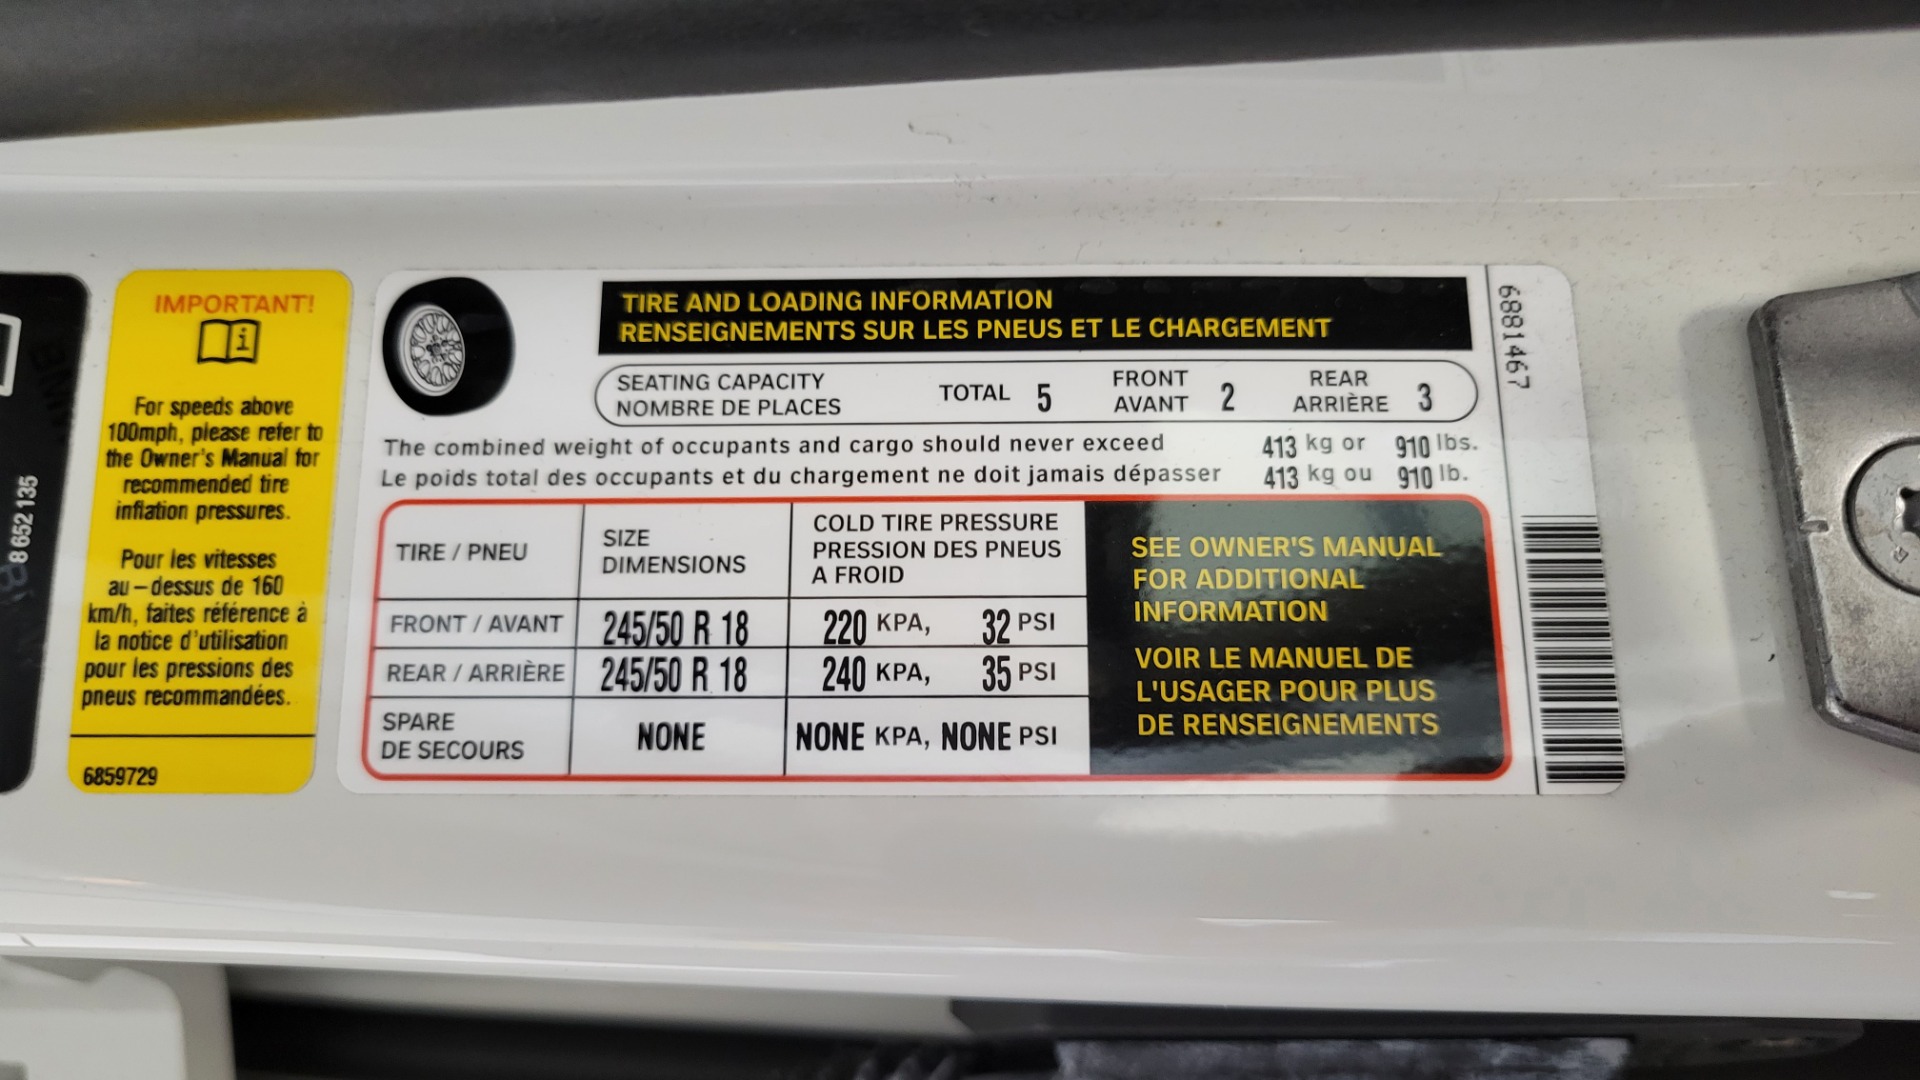 8 652 135
IMPORTANT!
For speeds above
100mph, please refer to
the Owner's Manual for
recommended tire
inflation pressures.
Pour les vitesses
au – dessus de 160
km/h, faites référence à
la notice d'utilisation
pour les pressions des
pneus recommandées.
6859729
TIRE AND LOADING INFORMATION
RENSEIGNEMENTS SUR LES PNEUS ET LE CHARGEMENT
SEATING CAPACITY
NOMBRE DE PLACES
TOTAL 5
FRONT
AVANT 2
REAR
ARRIÈRE 3
The combined weight of occupants and cargo should never exceed 413 kg or 910 lbs.
Le poids total des occupants et du chargement ne doit jamais dépasser 413 kg ou 910 lb.
TIRE / PNEU
SIZE
DIMENSIONS
COLD TIRE PRESSURE
PRESSION DES PNEUS
A FROID
FRONT / AVANT 245/50 R 18 220 KPA, 32 PSI
REAR / ARRIÈRE 245/50 R 18 240 KPA, 35 PSI
SPARE
DE SECOURS NONE NONE KPA, NONE PSI
SEE OWNER'S MANUAL
FOR ADDITIONAL
INFORMATION
VOIR LE MANUEL DE
L'USAGER POUR PLUS
DE RENSEIGNEMENTS
6881467